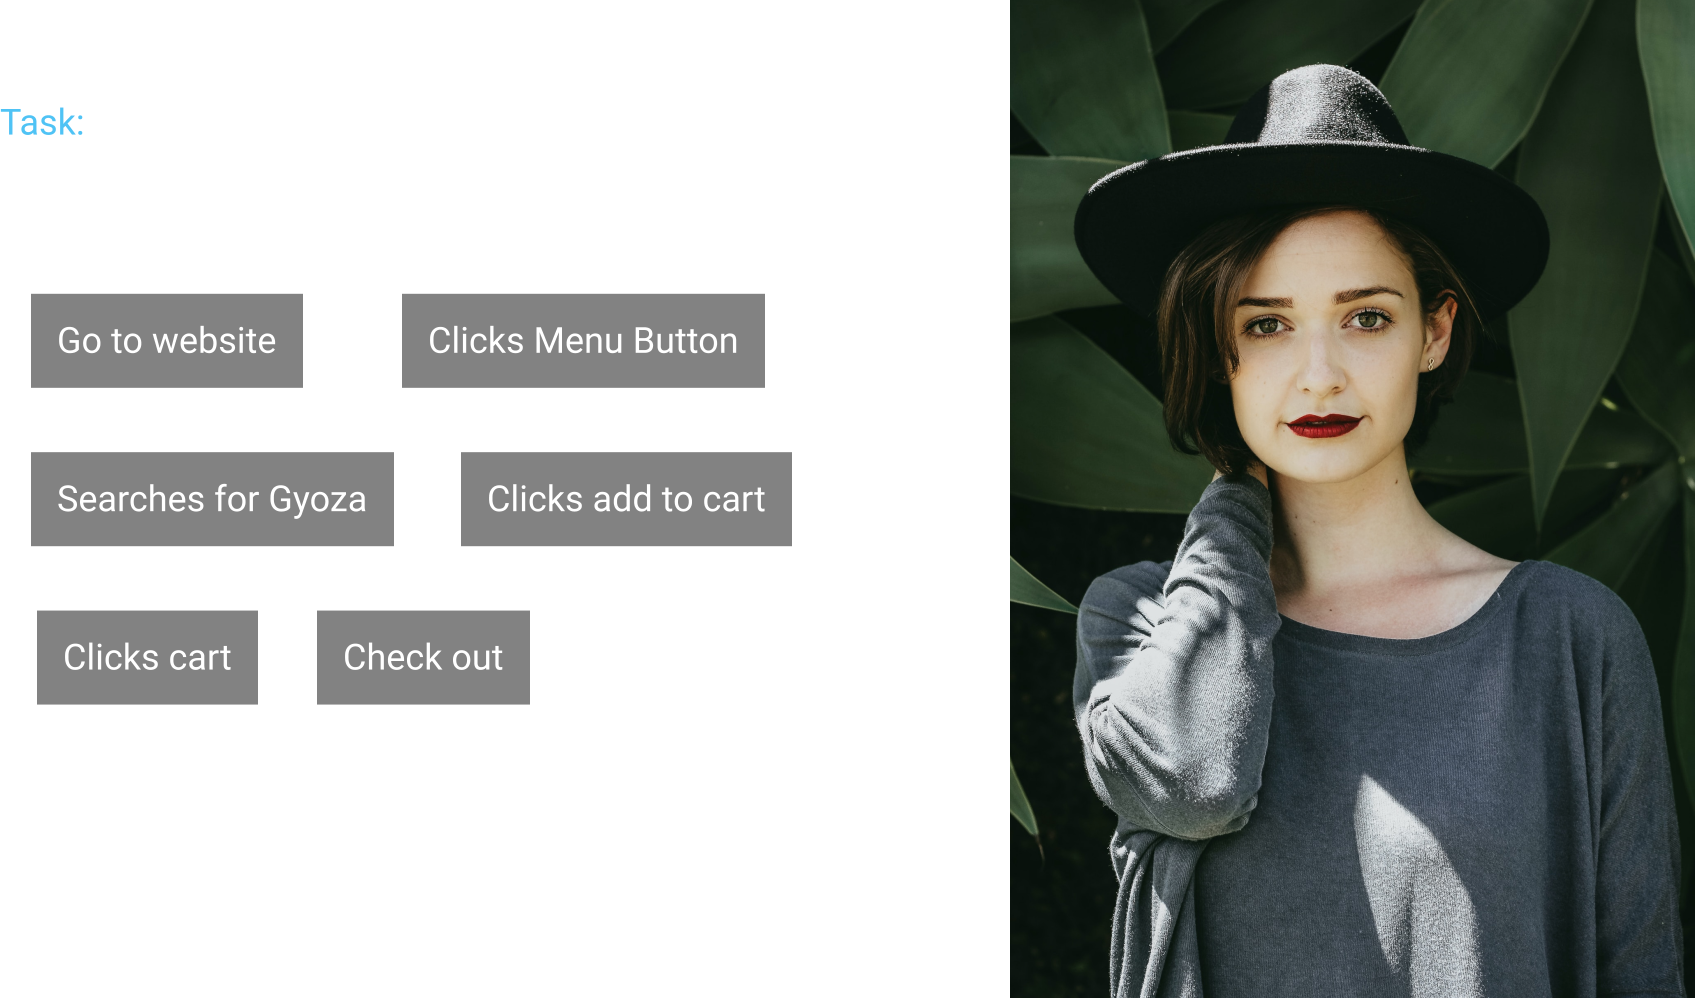 Task:
Go to website
Clicks Menu Button
Searches for Gyoza
Clicks add to cart
Clicks cart
Check out